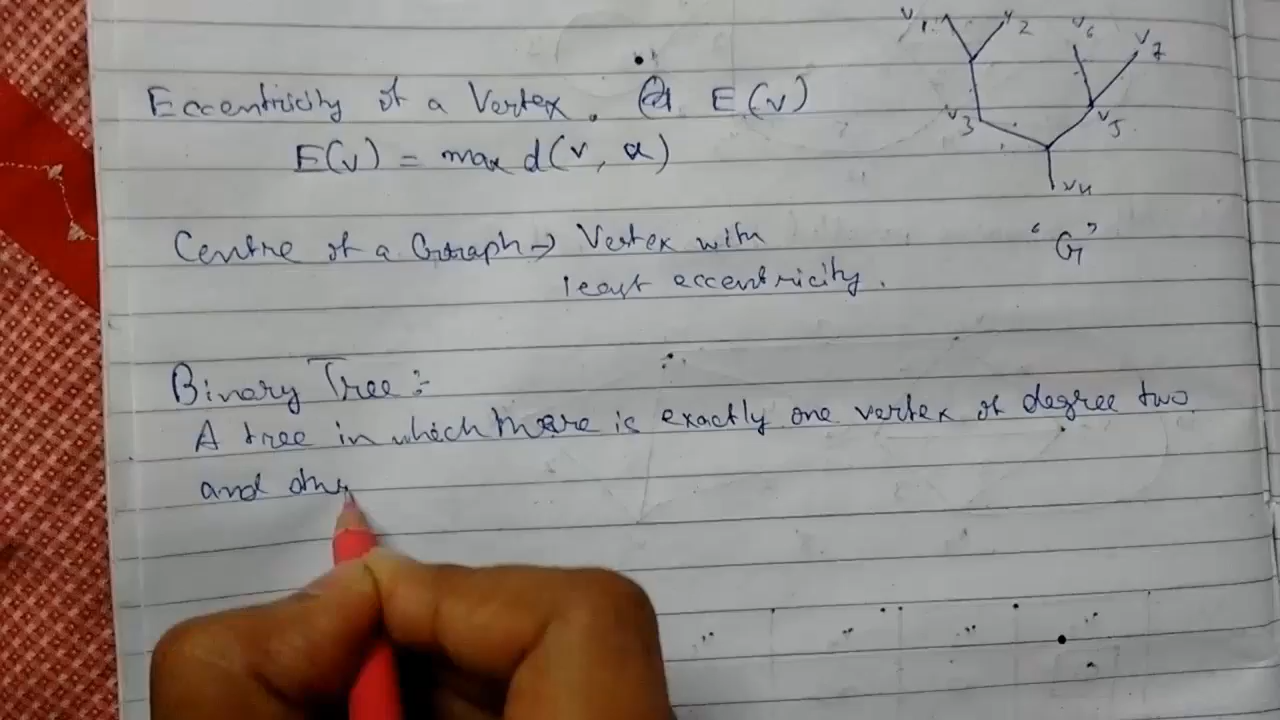 v1 v2 v6 v7
Eccentricity of a Vertex. E(v)
v3 v5
E(v) = max d(v, x)
v4
Centre of a Graph → Vertex with
"G"
least eccentricity.
Binary Tree :-
A tree in which there is exactly one vertex of degree two
and